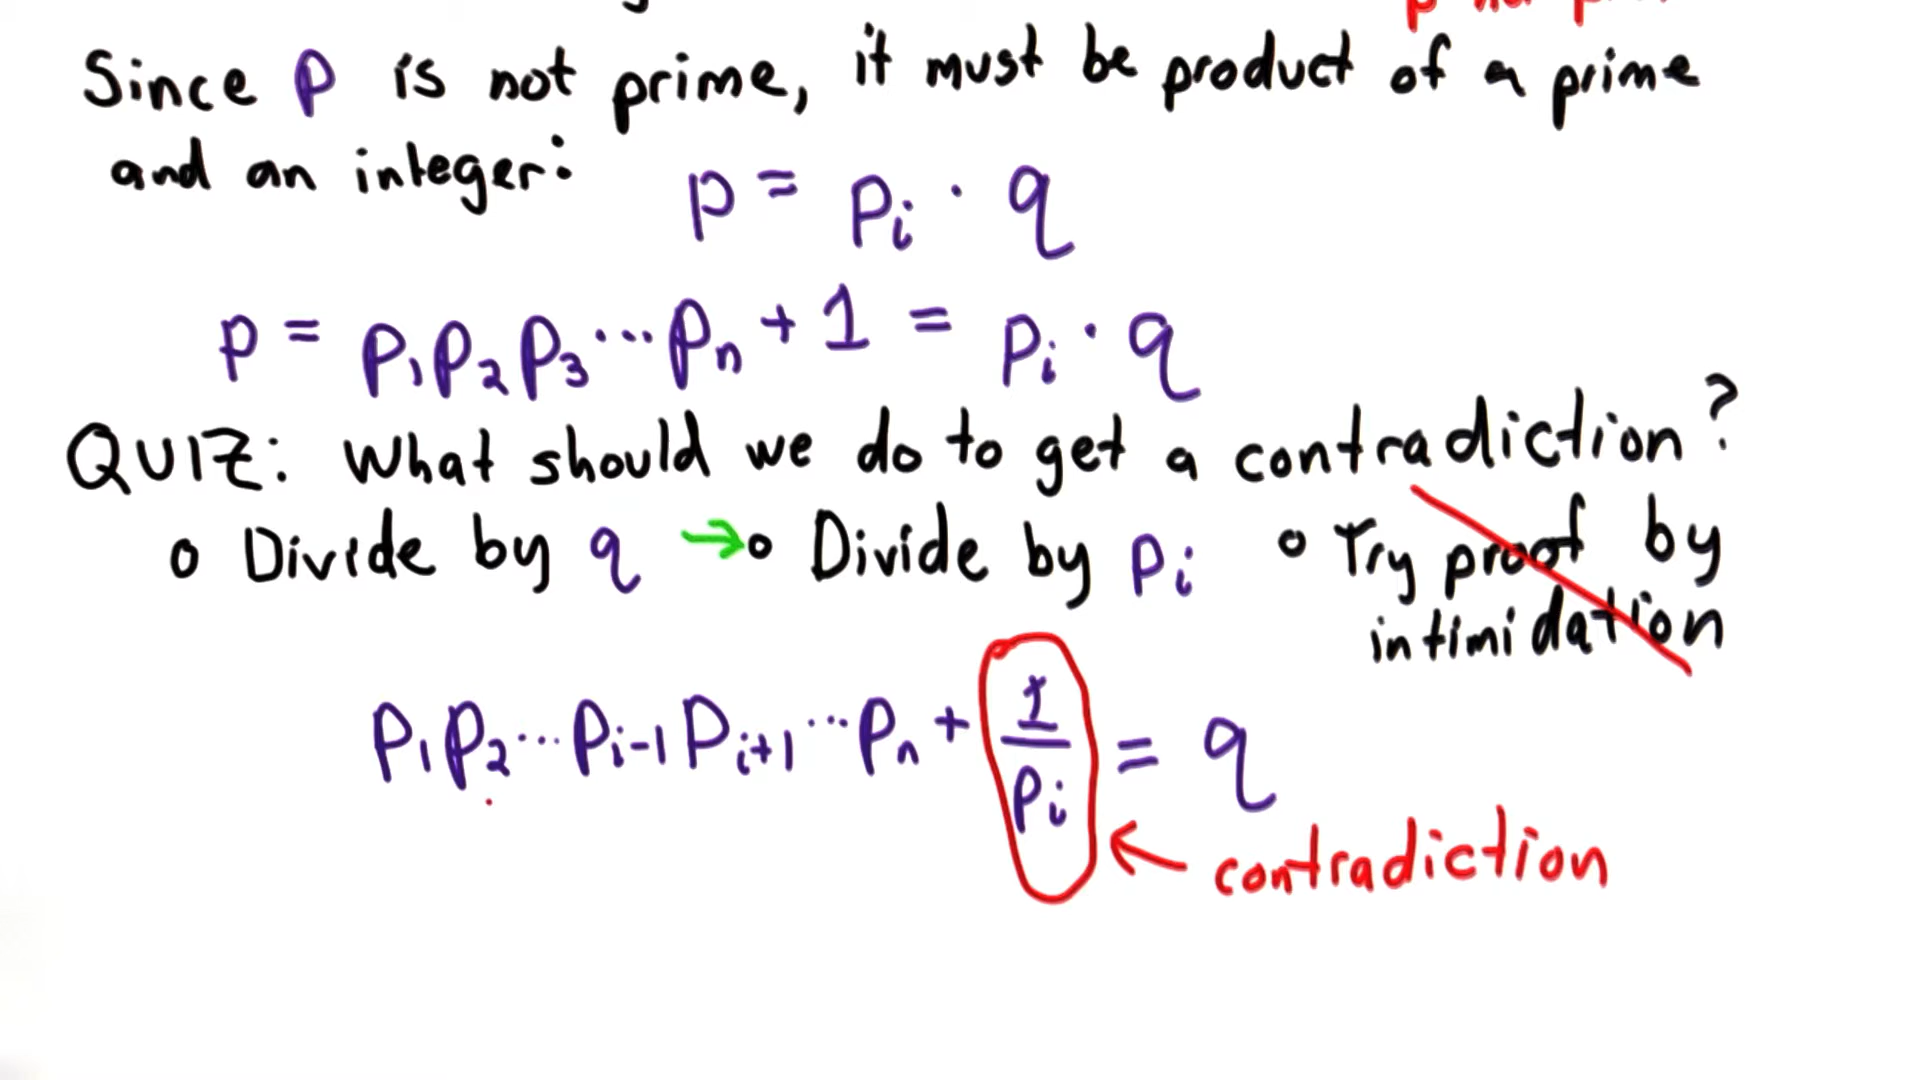 Since p is not prime, it must be product of a prime
and an integer:
p = pᵢ · q
p = p₁p₂p₃···pₙ + 1 = pᵢ · q
QUIZ: What should we do to get a contradiction?
o Divide by q → o Divide by pᵢ o Try proof by
intimidation
p₁p₂···pᵢ₋₁pᵢ₊₁···pₙ + 1/pᵢ = q
← contradiction